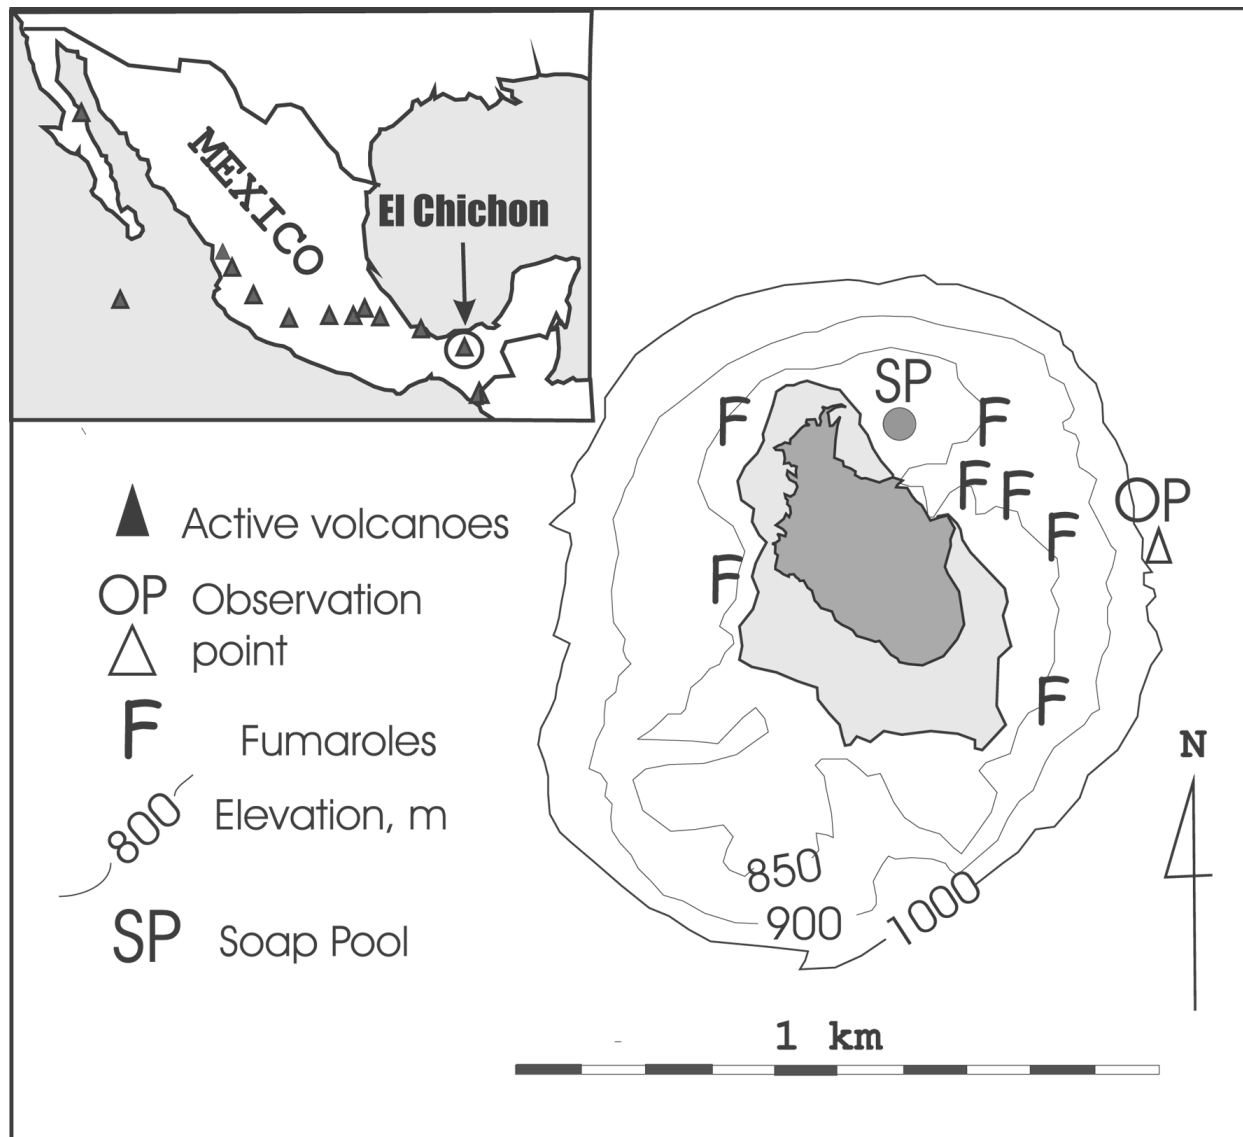 MEXICO
El Chichon
SP
F
F
F
F
OP
F
F
F
Active volcanoes
OP Observation
point
F Fumaroles
800 Elevation, m
SP Soap Pool
N
850
900
1000
1 km